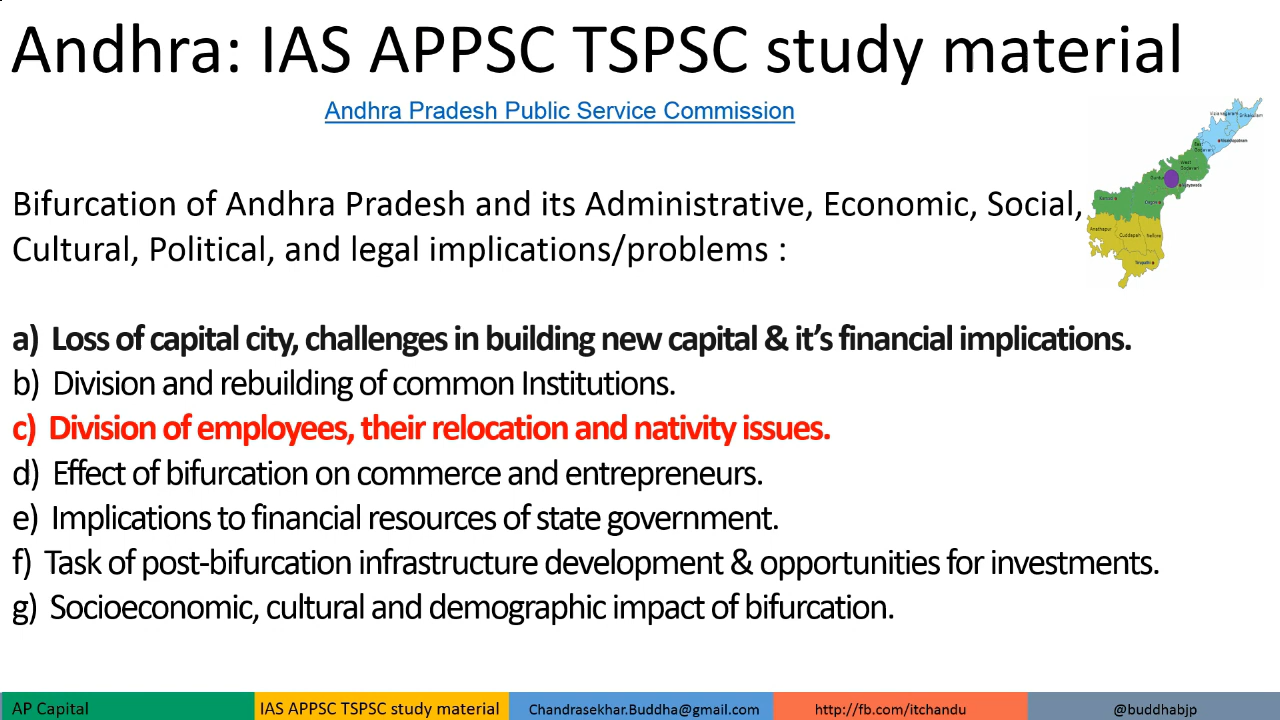 Andhra: IAS APPSC TSPSC study material
Andhra Pradesh Public Service Commission
Bifurcation of Andhra Pradesh and its Administrative, Economic, Social,
Cultural, Political, and legal implications/problems :
a) Loss of capital city, challenges in building new capital & it’s financial implications.
b) Division and rebuilding of common Institutions.
c) Division of employees, their relocation and nativity issues.
d) Effect of bifurcation on commerce and entrepreneurs.
e) Implications to financial resources of state government.
f) Task of post-bifurcation infrastructure development & opportunities for investments.
g) Socioeconomic, cultural and demographic impact of bifurcation.
West
Anathapur
Cuddapah
Nellore
AP Capital
IAS APPSC TSPSC study material
Chandrasekhar.Buddha@gmail.com
http://fb.com/itchandu
@buddhabjp